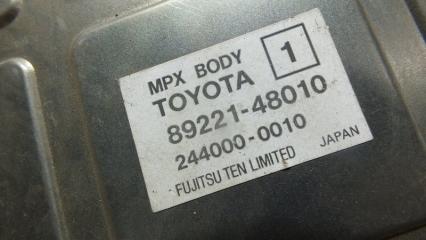 MPX BODY 1
TOYOTA
89221-48010
244000-0010
FUJITSU TEN LIMITED JAPAN